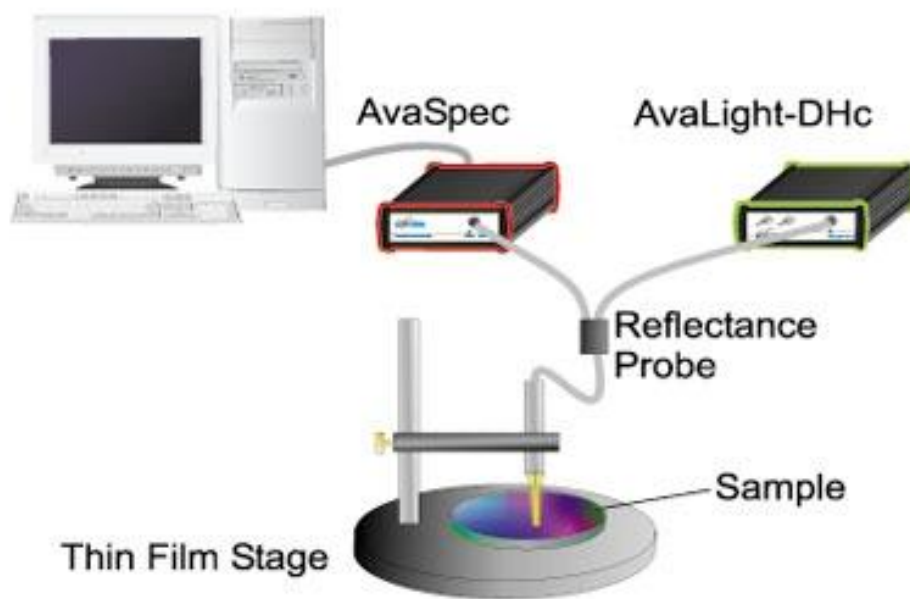 AvaSpec
AvaLight-DHc
Reflectance
Probe
Sample
Thin Film Stage